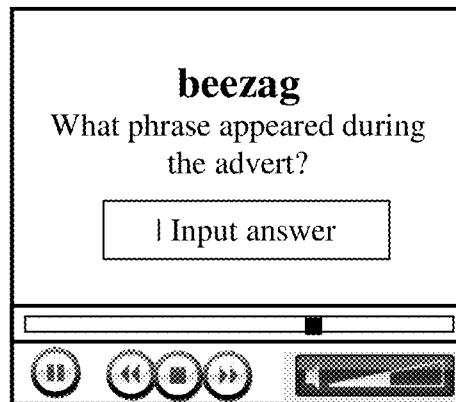 beezag
What phrase appeared during
the advert?
Input answer